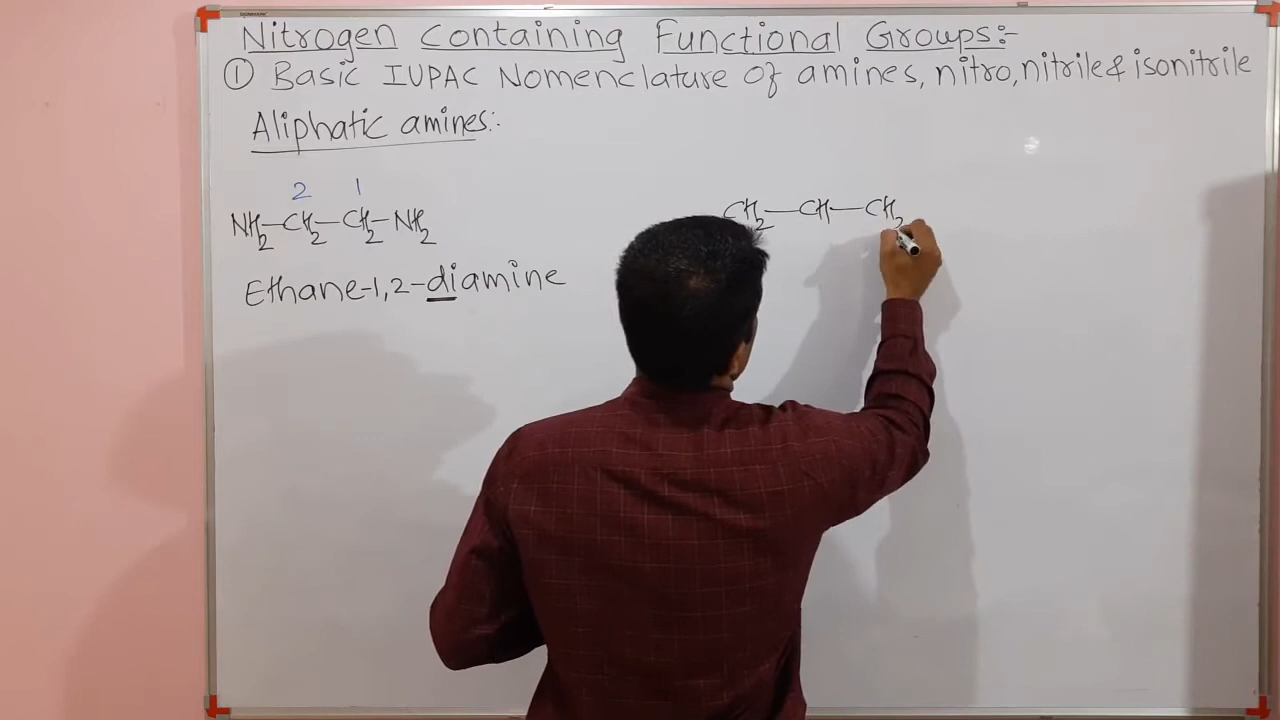 Nitrogen Containing Functional Groups:-
① Basic IUPAC Nomenclature of amines, nitro, nitrile & isonitrile
Aliphatic amines:
2 1
NH2-CH2-CH2-NH2
Ethane-1,2-diamine
CH2-CH-CH2